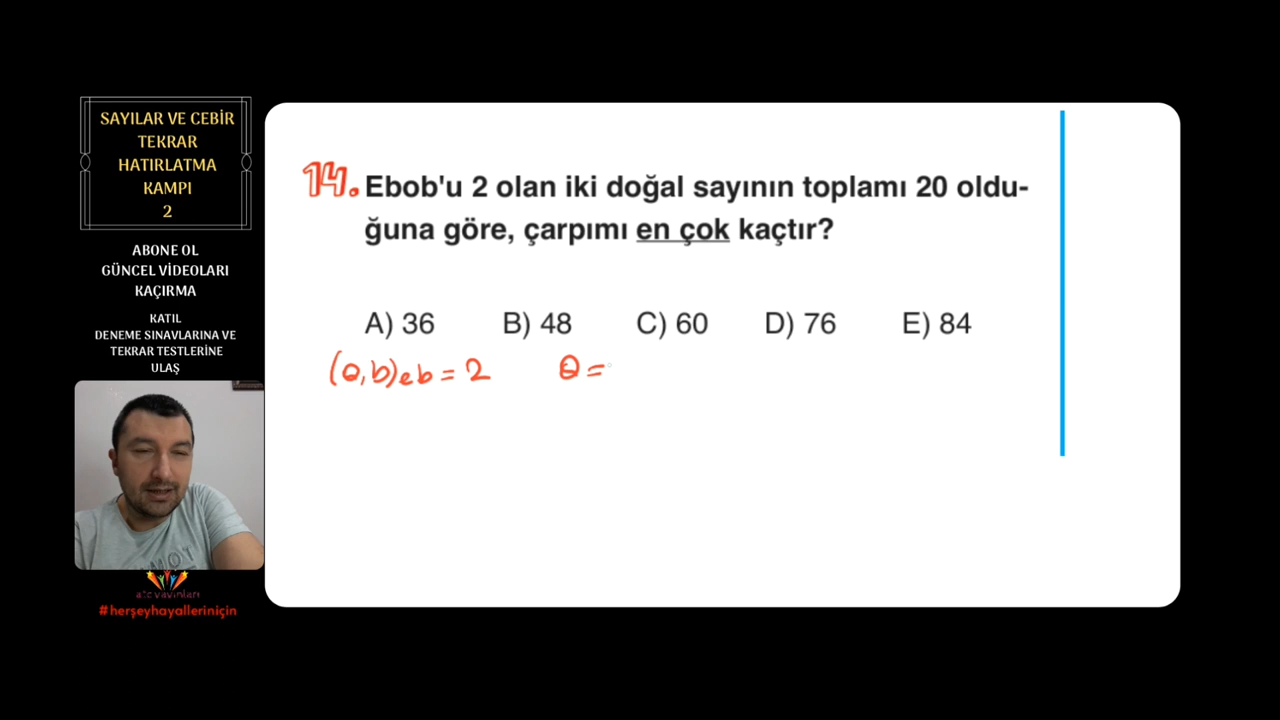 SAYILAR VE CEBİR
TEKRAR
HATIRLATMA
KAMPI
2
ABONE OL
GÜNCEL VİDEOLARI
KAÇIRMA
KATIL
DENEME SINAVLARINA VE
TEKRAR TESTLERİNE
ULAŞ
#herşeyhayalleriniçin
14. Ebob'u 2 olan iki doğal sayının toplamı 20 oldu-
ğuna göre, çarpımı en çok kaçtır?
A) 36 B) 48 C) 60 D) 76 E) 84
(a,b)eb = 2 a =